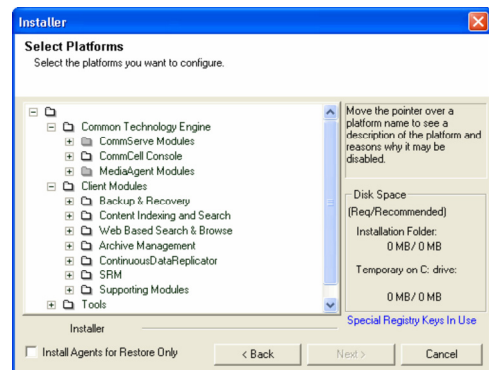 Installer
Select Platforms
Select the platforms you want to configure.
Common Technology Engine
CommServe Modules
CommCell Console
MediaAgent Modules
Client Modules
Backup & Recovery
Content Indexing and Search
Web Based Search & Browse
Archive Management
ContinuousDataReplicator
SRM
Supporting Modules
Tools
Move the pointer over a
platform name to see a
description of the platform and
reasons why it may be
disabled.
Disk Space
(Req/Recommended)
Installation Folder:
0 MB/ 0 MB
Temporary on C: drive:
0 MB/ 0 MB
Special Registry Keys In Use
Installer
Install Agents for Restore Only
< Back
Next >
Cancel